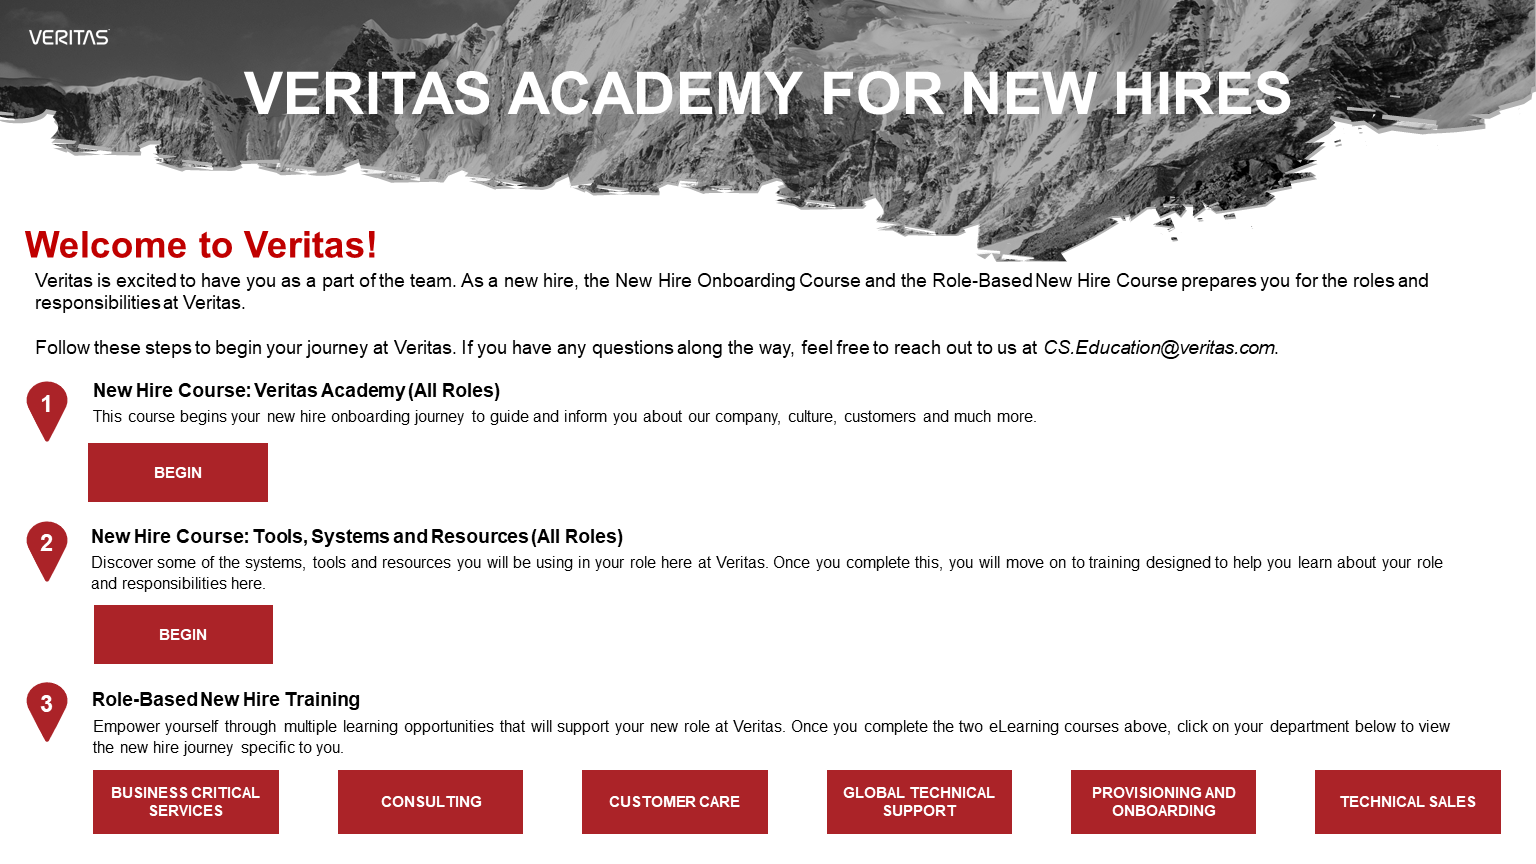 VERITAS
VERITAS ACADEMY FOR NEW HIRES
Welcome to Veritas!
Veritas is excited to have you as a part of the team. As a new hire, the New Hire Onboarding Course and the Role-Based New Hire Course prepares you for the roles and
responsibilities at Veritas.
Follow these steps to begin your journey at Veritas. If you have any questions along the way, feel free to reach out to us at CS.Education@veritas.com.
1
New Hire Course: Veritas Academy (All Roles)
This course begins your new hire onboarding journey to guide and inform you about our company, culture, customers and much more.
BEGIN
2
New Hire Course: Tools, Systems and Resources (All Roles)
Discover some of the systems, tools and resources you will be using in your role here at Veritas. Once you complete this, you will move on to training designed to help you learn about your role
and responsibilities here.
BEGIN
3
Role-Based New Hire Training
Empower yourself through multiple learning opportunities that will support your new role at Veritas. Once you complete the two eLearning courses above, click on your department below to view
the new hire journey specific to you.
BUSINESS CRITICAL
SERVICES
CONSULTING
CUSTOMER CARE
GLOBAL TECHNICAL
SUPPORT
PROVISIONING AND
ONBOARDING
TECHNICAL SALES